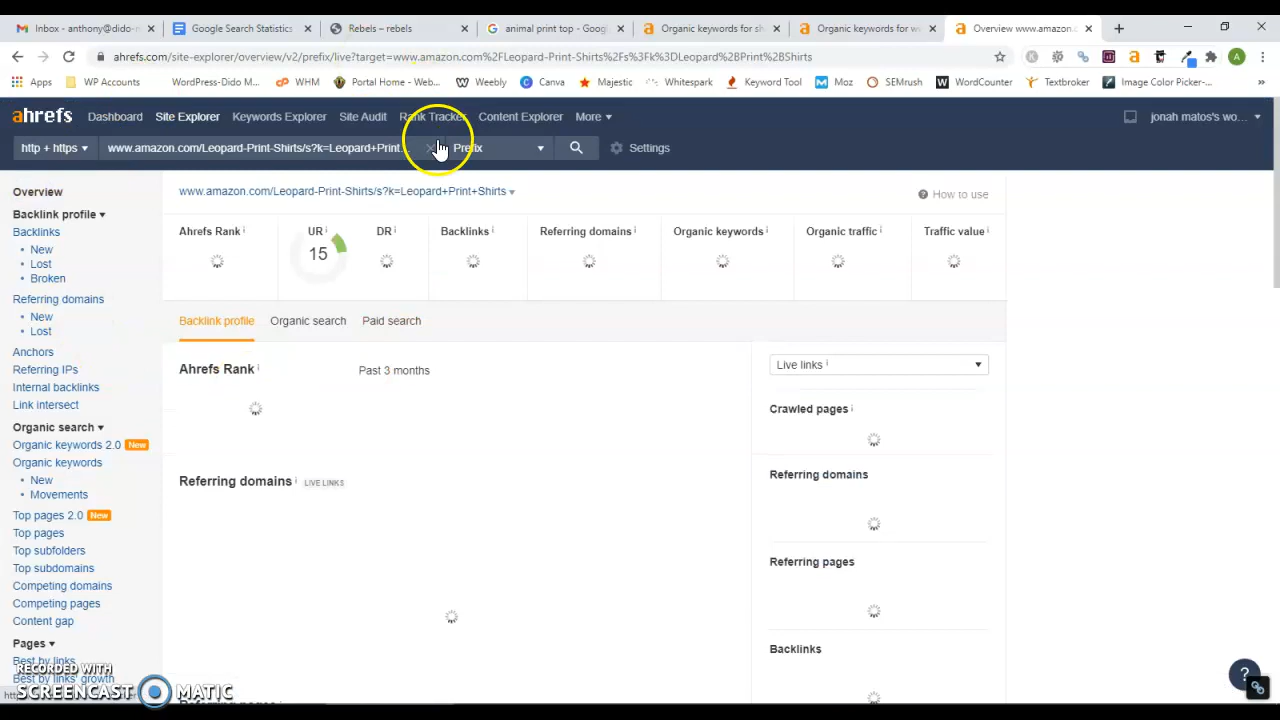 Inbox - anthony@dido-m
Google Search Statistics
Rebels – rebels
animal print top - Goog
Organic keywords for sh
Organic keywords for w
Overview www.amazon.c
ahrefs.com/site-explorer/overview/v2/prefix/live?target=www.amazon.com%2FLeopard-Print-Shirts%2Fs%3Fk%3DLeopard%2BPrint%2BShirts
A
Apps
WP Accounts
WordPress-Dido M...
WHM
Portal Home - Web...
Weebly
Canva
Majestic
Whitespark
Keyword Tool
Moz
SEMrush
WordCounter
Textbroker
Image Color Picker-...
ahrefs
Dashboard
Site Explorer
Keywords Explorer
Site Audit
Rank Tracker
Content Explorer
More
jonah matos's wo...
http + https
www.amazon.com/Leopard-Print-Shirts/s?k=Leopard+Print...
Prefix
Settings
Overview
Backlink profile
Backlinks
New
Lost
Broken
Referring domains
New
Lost
Anchors
Referring IPs
Internal backlinks
Link intersect
Organic search
Organic keywords 2.0 New
Organic keywords
New
Movements
Top pages 2.0 New
Top pages
Top subfolders
Top subdomains
Competing domains
Competing pages
Content gap
Pages
Best by links
Best by links' growth
www.amazon.com/Leopard-Print-Shirts/s?k=Leopard+Print+Shirts
How to use
Ahrefs Rank
UR
15
DR
Backlinks
Referring domains
Organic keywords
Organic traffic
Traffic value
Backlink profile
Organic search
Paid search
Ahrefs Rank
Past 3 months
Referring domains LIVE LINKS
Referring pages
Live links
Crawled pages
Referring domains
Referring pages
Backlinks
RECORDED WITH
SCREENCAST MATIC
?